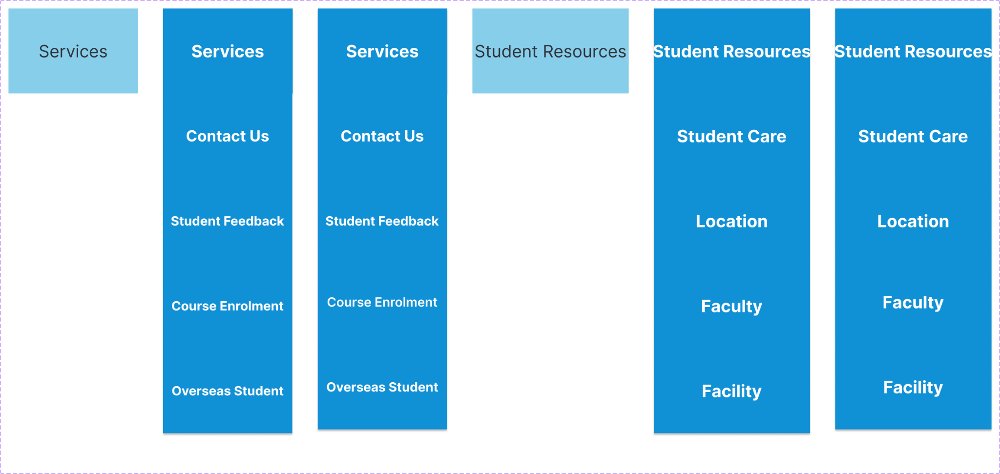 Services
Services
Contact Us
Student Feedback
Course Enrolment
Overseas Student
Services
Contact Us
Student Feedback
Course Enrolment
Overseas Student
Student Resources
Student Resources
Student Care
Location
Faculty
Facility
Student Resources
Student Care
Location
Faculty
Facility